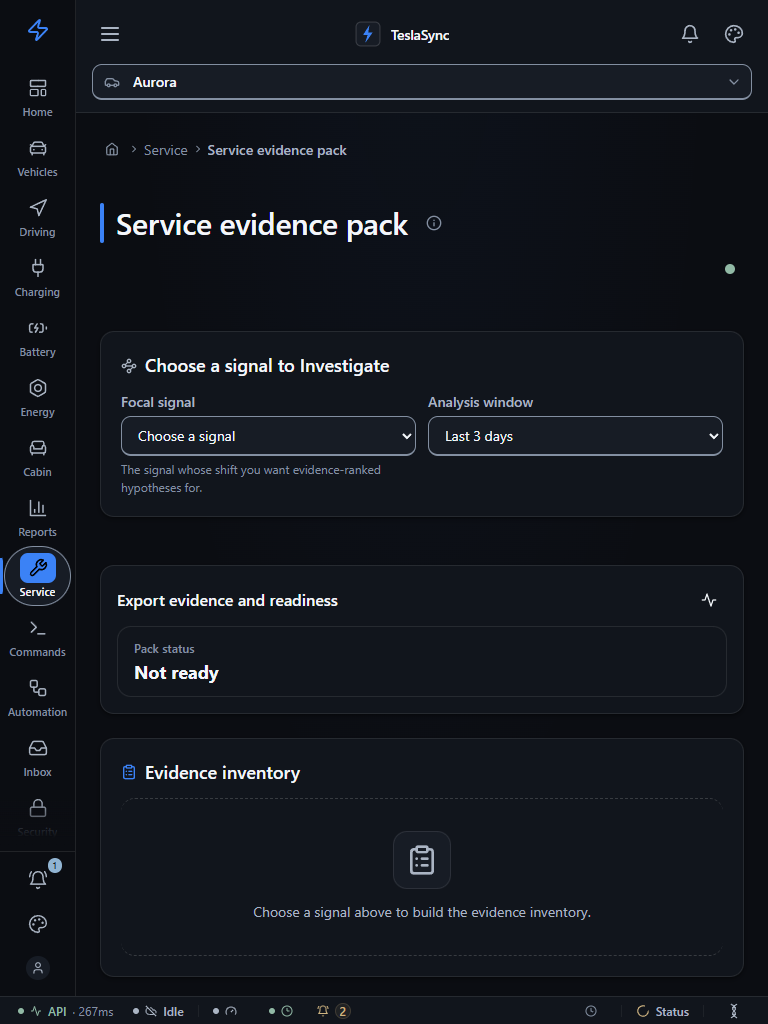 TeslaSync
Aurora
Home
Vehicles
Driving
Charging
Battery
Energy
Cabin
Reports
Service
Commands
Automation
Inbox
Security
1
Service
Service evidence pack
Service evidence pack
Choose a signal to Investigate
Focal signal
Analysis window
Choose a signal
Last 3 days
The signal whose shift you want evidence-ranked
hypotheses for.
Export evidence and readiness
Pack status
Not ready
Evidence inventory
Choose a signal above to build the evidence inventory.
API · 267ms
Idle
2
Status